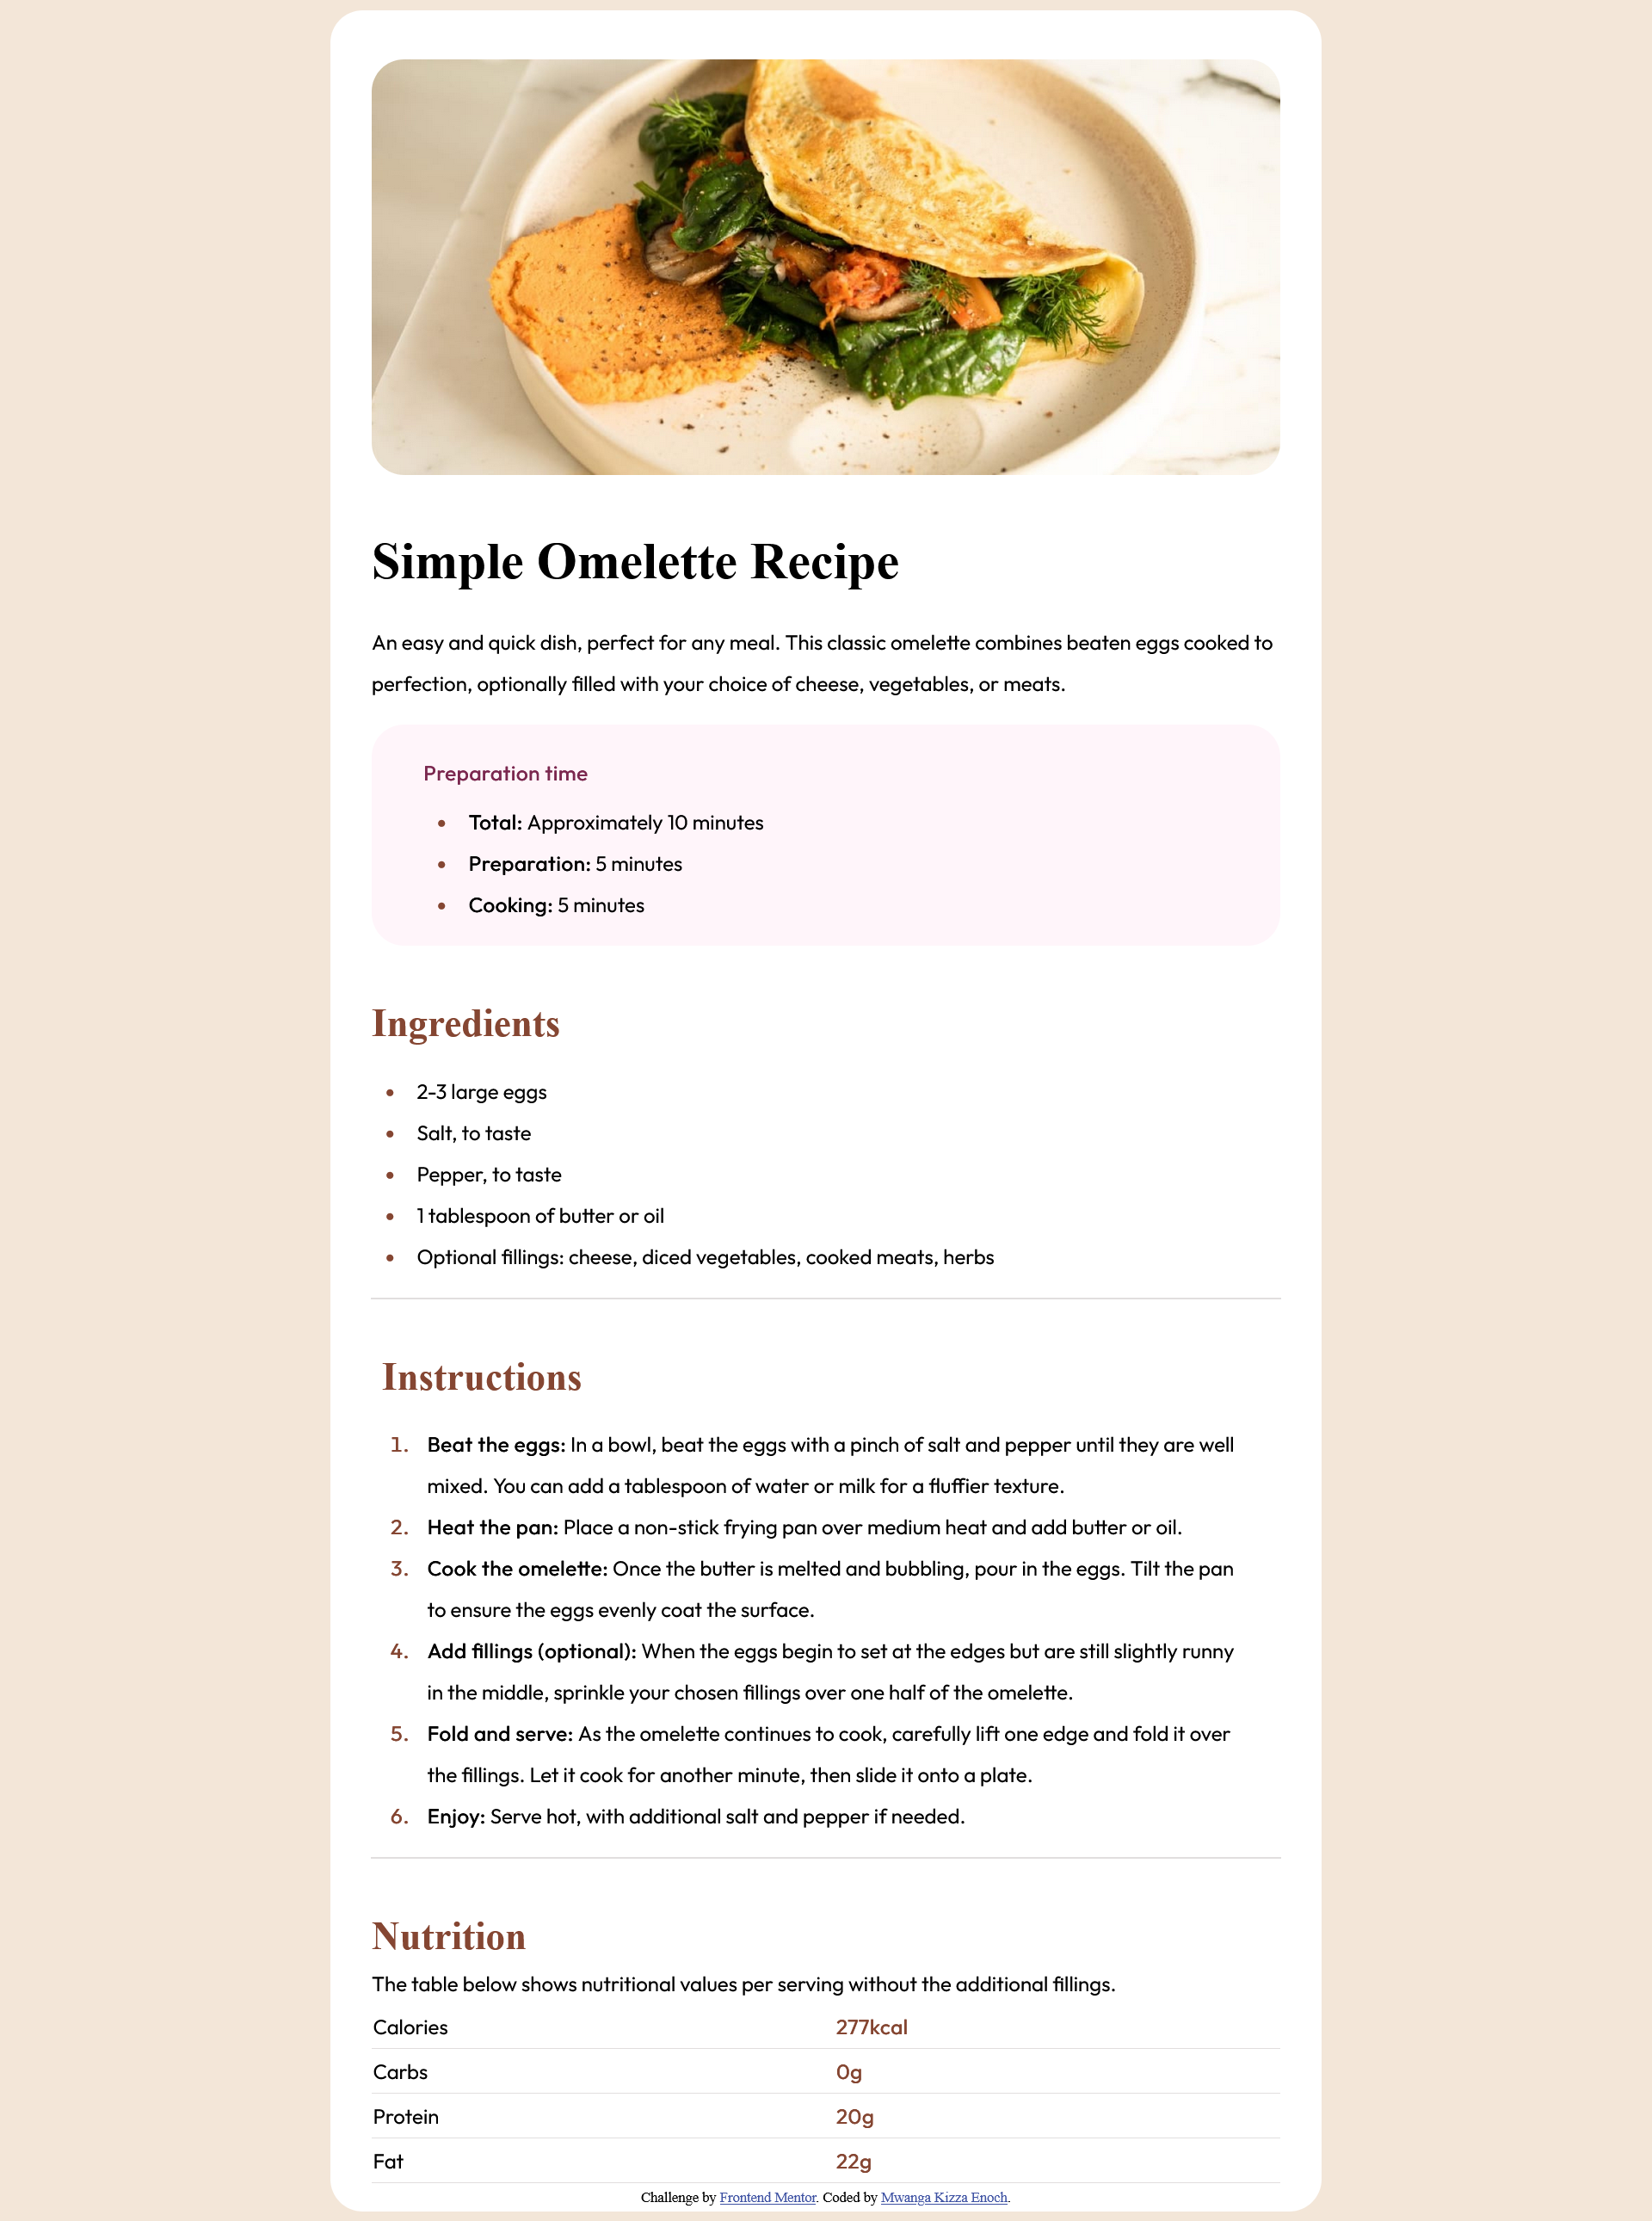 Simple Omelette Recipe
An easy and quick dish, perfect for any meal. This classic omelette combines beaten eggs cooked to
perfection, optionally filled with your choice of cheese, vegetables, or meats.
Preparation time
• Total: Approximately 10 minutes
• Preparation: 5 minutes
• Cooking: 5 minutes
Ingredients
• 2-3 large eggs
• Salt, to taste
• Pepper, to taste
• 1 tablespoon of butter or oil
• Optional fillings: cheese, diced vegetables, cooked meats, herbs
Instructions
1. Beat the eggs: In a bowl, beat the eggs with a pinch of salt and pepper until they are well
mixed. You can add a tablespoon of water or milk for a fluffier texture.
2. Heat the pan: Place a non-stick frying pan over medium heat and add butter or oil.
3. Cook the omelette: Once the butter is melted and bubbling, pour in the eggs. Tilt the pan
to ensure the eggs evenly coat the surface.
4. Add fillings (optional): When the eggs begin to set at the edges but are still slightly runny
in the middle, sprinkle your chosen fillings over one half of the omelette.
5. Fold and serve: As the omelette continues to cook, carefully lift one edge and fold it over
the fillings. Let it cook for another minute, then slide it onto a plate.
6. Enjoy: Serve hot, with additional salt and pepper if needed.
Nutrition
The table below shows nutritional values per serving without the additional fillings.
Calories 277kcal
Carbs 0g
Protein 20g
Fat 22g
Challenge by Frontend Mentor. Coded by Mwanga Kizza Enoch.